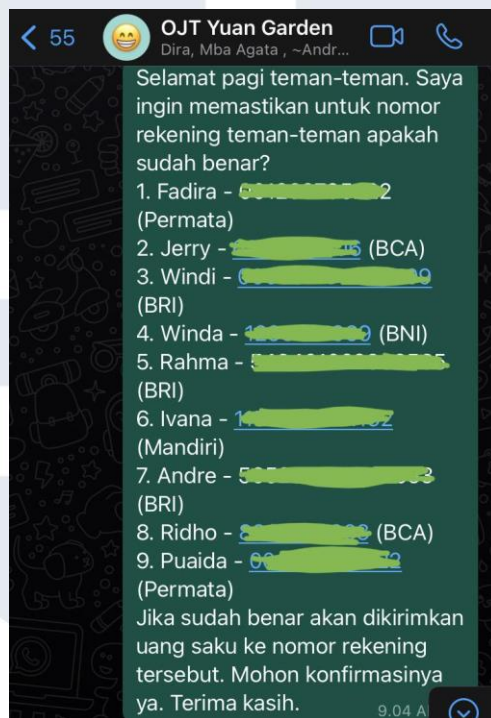 55
OJT Yuan Garden
Dira, Mba Agata , ~Andr...
Selamat pagi teman-teman. Saya
ingin memastikan untuk nomor
rekening teman-teman apakah
sudah benar?
1. Fadira -
(Permata)
2. Jerry - (BCA)
3. Windi -
(BRI)
4. Winda - (BNI)
5. Rahma -
(BRI)
6. Ivana -
(Mandiri)
7. Andre -
(BRI)
8. Ridho - (BCA)
9. Puaida -
(Permata)
Jika sudah benar akan dikirimkan
uang saku ke nomor rekening
tersebut. Mohon konfirmasinya
ya. Terima kasih.
9.04